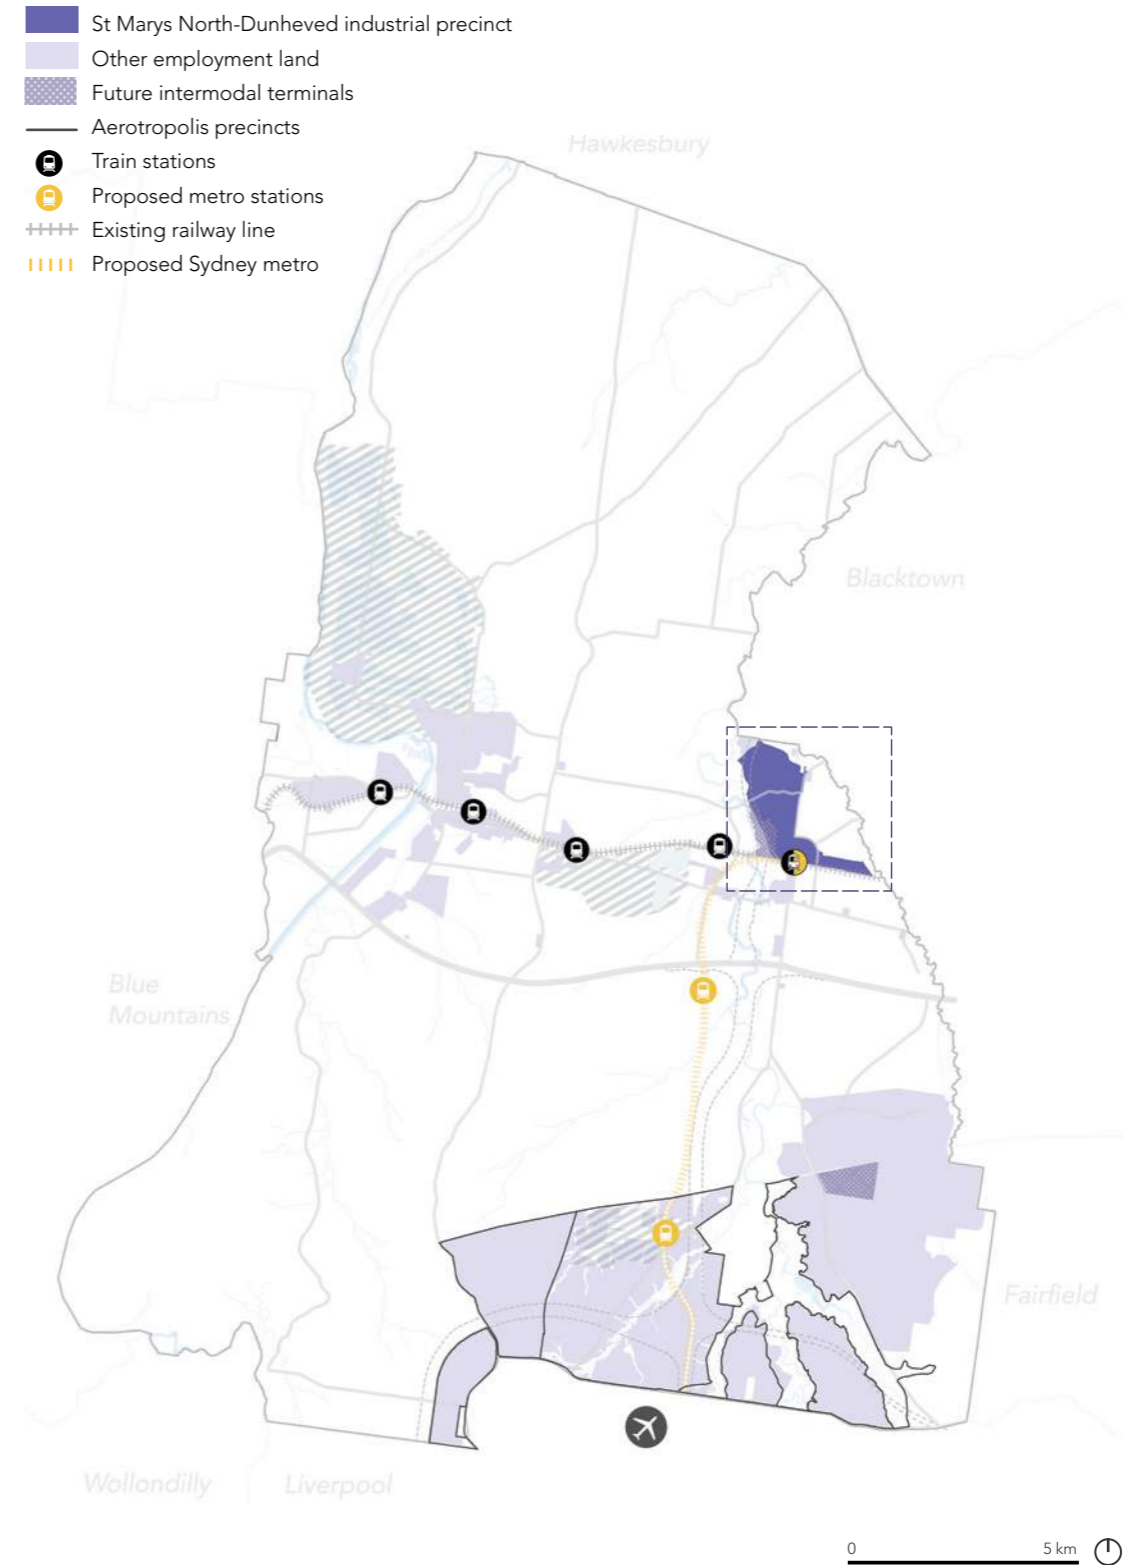 St Marys North-Dunheved industrial precinct
Other employment land
Future intermodal terminals
Aerotropolis precincts
Train stations
Proposed metro stations
Existing railway line
Proposed Sydney metro
Hawkesbury
Blacktown
Blue
Mountains
Fairfield
Wollondilly
Liverpool
0
5 km